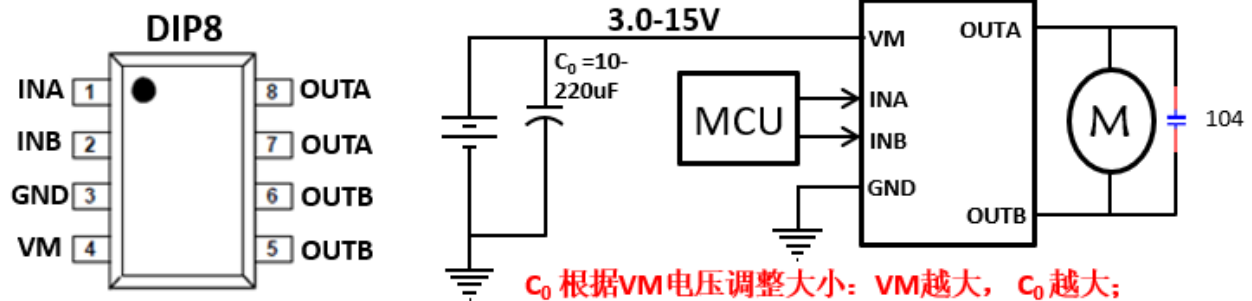 DIP8
INA 1 8 OUTA
INB 2 7 OUTA
GND 3 6 OUTB
VM 4 5 OUTB
3.0-15V
C₀ =10-
220uF
MCU
VM
INA
INB
GND
OUTA
OUTB
M
104
C₀ 根据VM电压调整大小：VM越大， C₀ 越大；